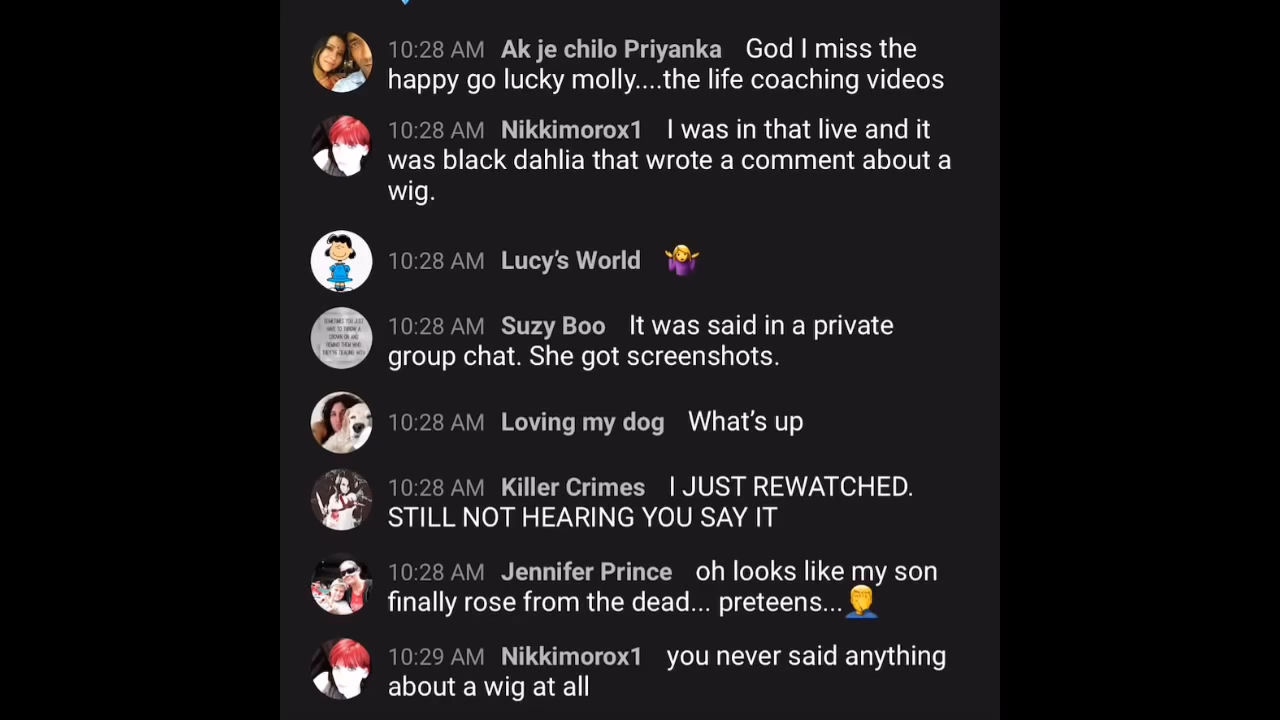 10:28 AM Ak je chilo Priyanka God I miss the
happy go lucky molly....the life coaching videos
10:28 AM Nikkimorox1 I was in that live and it
was black dahlia that wrote a comment about a
wig.
10:28 AM Lucy’s World 🤷‍♀️
10:28 AM Suzy Boo It was said in a private
group chat. She got screenshots.
10:28 AM Loving my dog What’s up
10:28 AM Killer Crimes I JUST REWATCHED.
STILL NOT HEARING YOU SAY IT
10:28 AM Jennifer Prince oh looks like my son
finally rose from the dead... preteens...🤦‍♂️
10:29 AM Nikkimorox1 you never said anything
about a wig at all